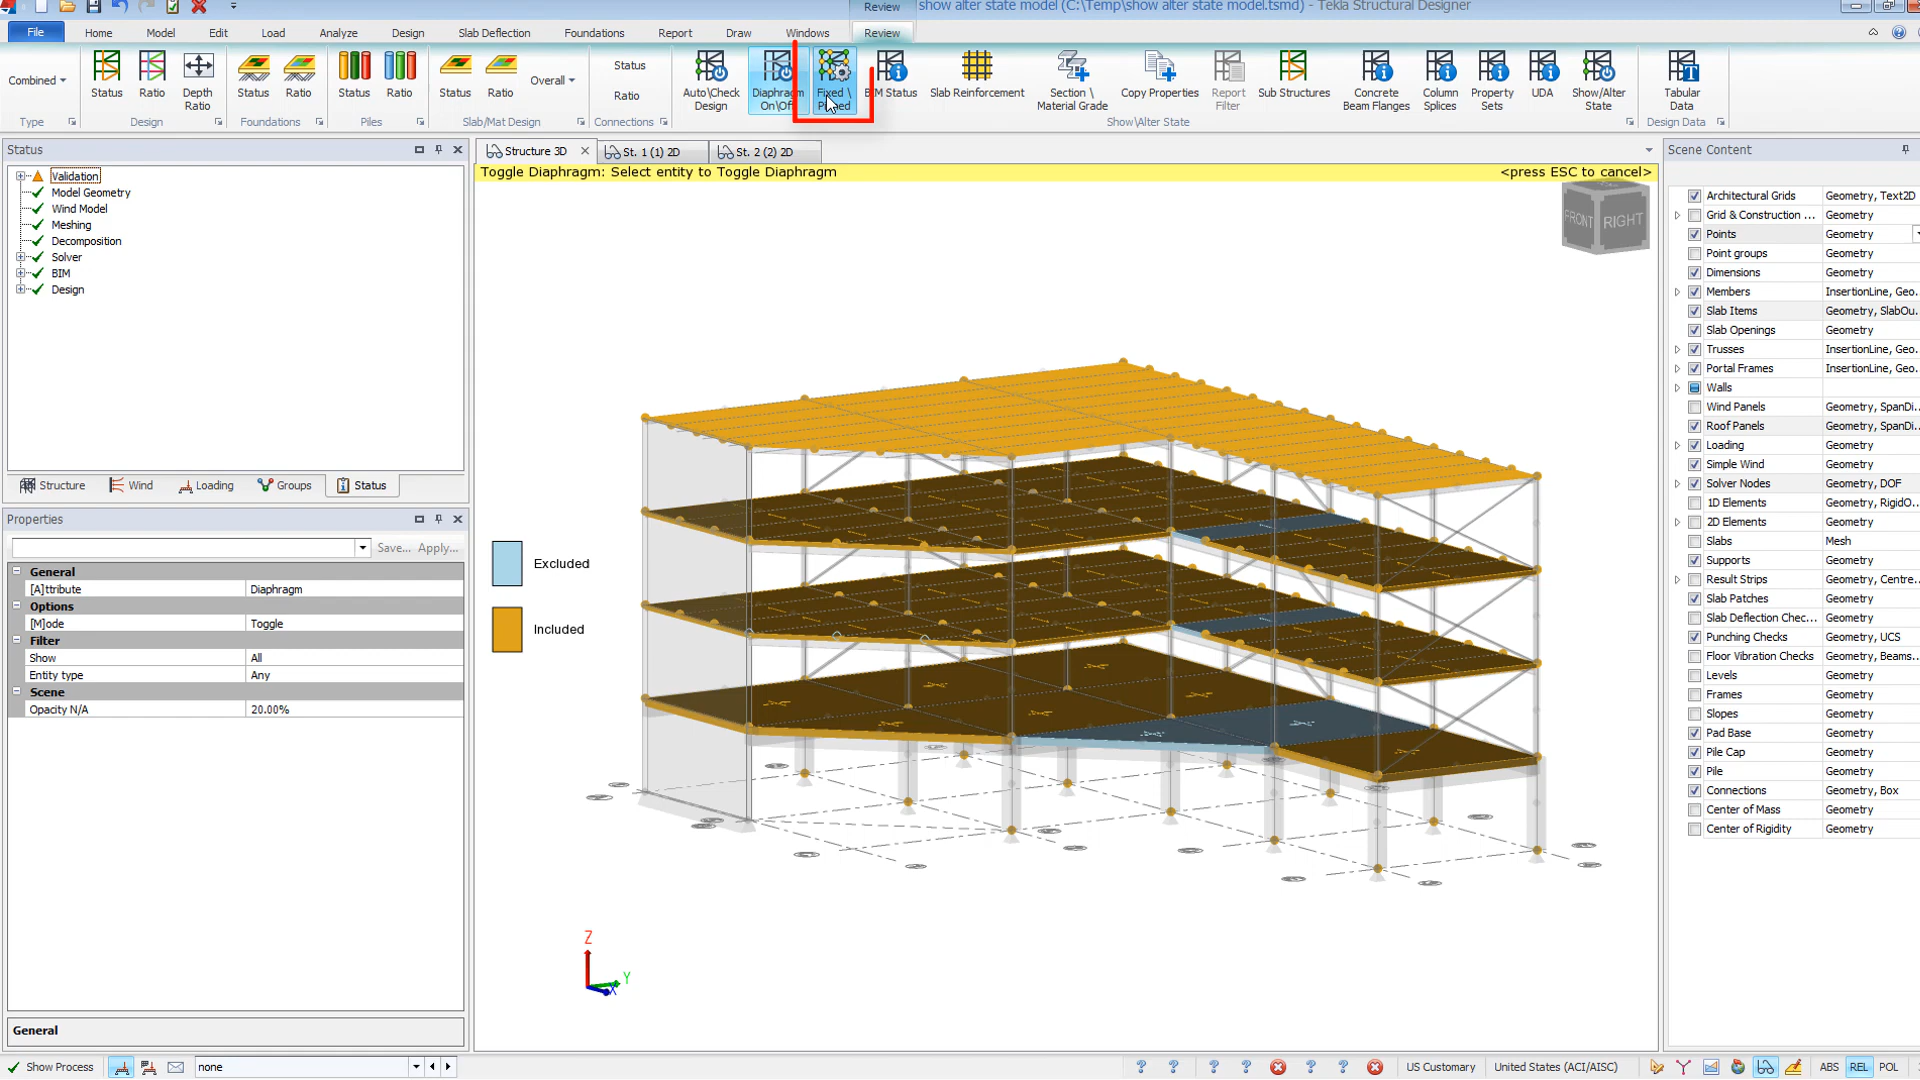 Review
show alter state model (C:\Temp\show alter state model.tsmd) - Tekla Structural Designer
File Home Model Edit Load Analyze Design Slab Deflection Foundations Report Draw Windows Review
Combined
Status
Ratio
Depth Ratio
Status
Ratio
Status
Ratio
Status
Ratio
Overall
Status
Ratio
Auto\Check Design
Diaphragm On\Off
Fixed \
BIM Status
Slab Reinforcement
Section \ Material Grade
Copy Properties
Report Filter
Sub Structures
Concrete Beam Flanges
Column Splices
Property Sets
UDA
Show/Alter State
Tabular Data
Type Design Foundations Piles Slab/Mat Design Connections Show\Alter State Design Data
Status
Validation
Model Geometry
Wind Model
Meshing
Decomposition
Solver
BIM
Design
Structure Wind Loading Groups Status
Properties
Save... Apply...
General
[A]ttribute Diaphragm
Options
[M]ode Toggle
Filter
Show All
Entity type Any
Scene
Opacity N/A 20.00%
General
Structure 3D St. 1 (1) 2D St. 2 (2) 2D
Toggle Diaphragm: Select entity to Toggle Diaphragm <press ESC to cancel>
FRONT RIGHT
Excluded
Included
Z
Y
X
Scene Content
Architectural Grids Geometry, Text2D
Grid & Construction ... Geometry
Points Geometry
Point groups Geometry
Dimensions Geometry
Members InsertionLine, Geo...
Slab Items Geometry, SlabOu...
Slab Openings Geometry
Trusses InsertionLine, Geo...
Portal Frames InsertionLine, Geo...
Walls
Wind Panels Geometry, SpanDi...
Roof Panels Geometry, SpanDi...
Loading Geometry
Simple Wind Geometry
Solver Nodes Geometry, DOF
1D Elements Geometry, RigidO...
2D Elements Geometry
Slabs Mesh
Supports Geometry
Result Strips Geometry, Centre...
Slab Patches Geometry
Slab Deflection Chec... Geometry
Punching Checks Geometry, UCS
Floor Vibration Checks Geometry, Beams...
Levels Geometry
Frames Geometry
Slopes Geometry
Pad Base Geometry
Pile Cap Geometry
Pile Geometry
Connections Geometry, Box
Center of Mass Geometry
Center of Rigidity Geometry
Show Process none US Customary United States (ACI/AISC) ABS REL POL